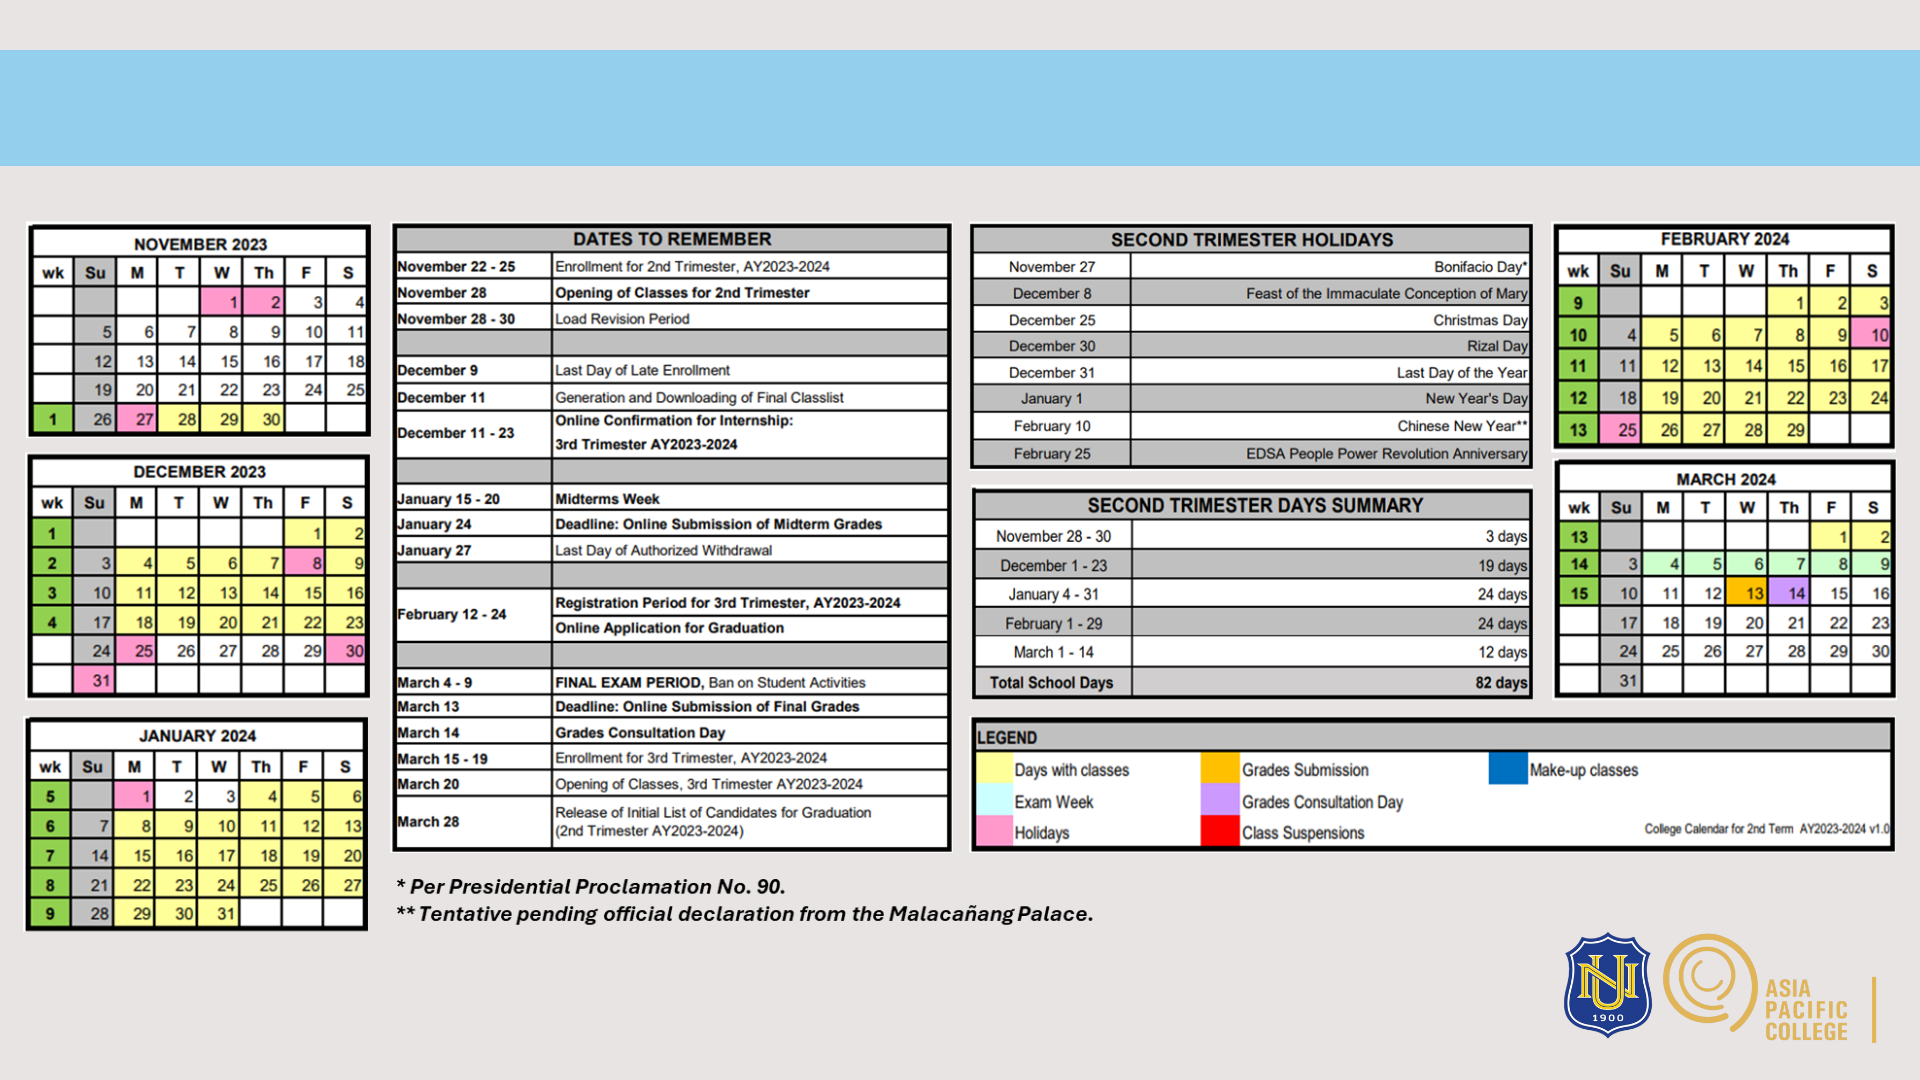 NOVEMBER 2023
wk Su M T W Th F S
1 2 3 4
5 6 7 8 9 10 11
12 13 14 15 16 17 18
19 20 21 22 23 24 25
1 26 27 28 29 30
DECEMBER 2023
wk Su M T W Th F S
1 1 2
2 3 4 5 6 7 8 9
3 10 11 12 13 14 15 16
4 17 18 19 20 21 22 23
24 25 26 27 28 29 30
31
JANUARY 2024
wk Su M T W Th F S
5 1 2 3 4 5 6
6 7 8 9 10 11 12 13
7 14 15 16 17 18 19 20
8 21 22 23 24 25 26 27
9 28 29 30 31
DATES TO REMEMBER
November 22 - 25 Enrollment for 2nd Trimester, AY2023-2024
November 28 Opening of Classes for 2nd Trimester
November 28 - 30 Load Revision Period
December 9 Last Day of Late Enrollment
December 11 Generation and Downloading of Final Classlist
December 11 - 23 Online Confirmation for Internship:
3rd Trimester AY2023-2024
January 15 - 20 Midterms Week
January 24 Deadline: Online Submission of Midterm Grades
January 27 Last Day of Authorized Withdrawal
February 12 - 24 Registration Period for 3rd Trimester, AY2023-2024
Online Application for Graduation
March 4 - 9 FINAL EXAM PERIOD, Ban on Student Activities
March 13 Deadline: Online Submission of Final Grades
March 14 Grades Consultation Day
March 15 - 19 Enrollment for 3rd Trimester, AY2023-2024
March 20 Opening of Classes, 3rd Trimester AY2023-2024
March 28 Release of Initial List of Candidates for Graduation
(2nd Trimester AY2023-2024)
* Per Presidential Proclamation No. 90.
** Tentative pending official declaration from the Malacañang Palace.
SECOND TRIMESTER HOLIDAYS
November 27 Bonifacio Day*
December 8 Feast of the Immaculate Conception of Mary
December 25 Christmas Day
December 30 Rizal Day
December 31 Last Day of the Year
January 1 New Year's Day
February 10 Chinese New Year**
February 25 EDSA People Power Revolution Anniversary
SECOND TRIMESTER DAYS SUMMARY
November 28 - 30 3 days
December 1 - 23 19 days
January 4 - 31 24 days
February 1 - 29 24 days
March 1 - 14 12 days
Total School Days 82 days
FEBRUARY 2024
wk Su M T W Th F S
9 1 2 3
10 4 5 6 7 8 9 10
11 11 12 13 14 15 16 17
12 18 19 20 21 22 23 24
13 25 26 27 28 29
MARCH 2024
wk Su M T W Th F S
13 1 2
14 3 4 5 6 7 8 9
15 10 11 12 13 14 15 16
17 18 19 20 21 22 23
24 25 26 27 28 29 30
31
LEGEND
Days with classes Grades Submission Make-up classes
Exam Week Grades Consultation Day
Holidays Class Suspensions
College Calendar for 2nd Term AY2023-2024 v1.0
NU
1900
ASIA
PACIFIC
COLLEGE